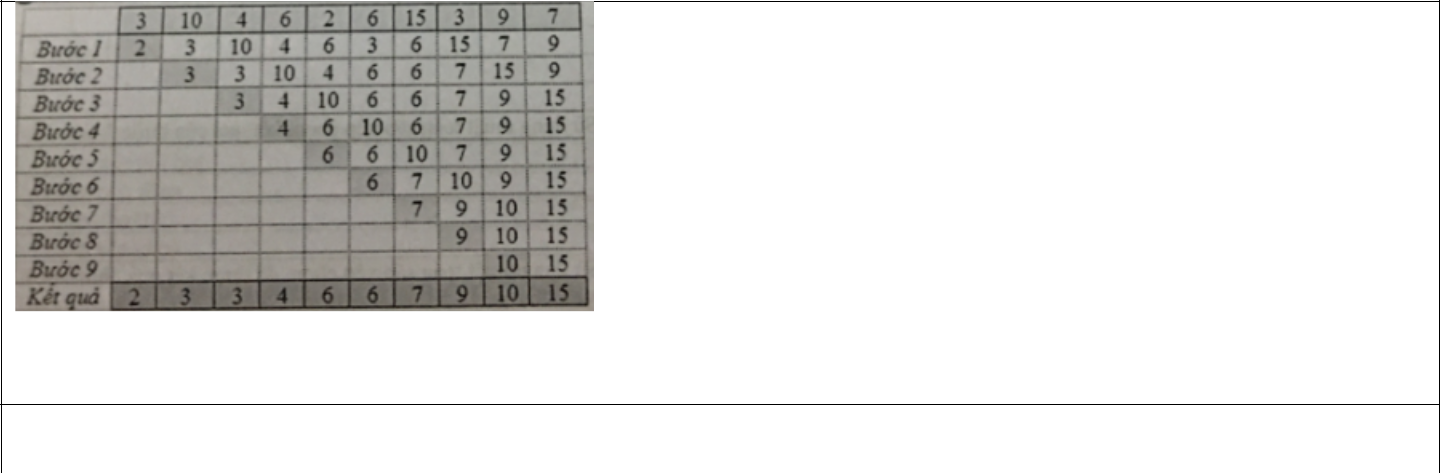 3 10 4 6 2 6 15 3 9 7
Bước 1 2 3 10 4 6 3 6 15 7 9
Bước 2 3 3 10 4 6 6 7 15 9
Bước 3 3 4 10 6 6 7 9 15
Bước 4 4 6 10 6 7 9 15
Bước 5 6 6 10 7 9 15
Bước 6 6 7 10 9 15
Bước 7 7 9 10 15
Bước 8 9 10 15
Bước 9 10 15
Kết quả 2 3 3 4 6 6 7 9 10 15